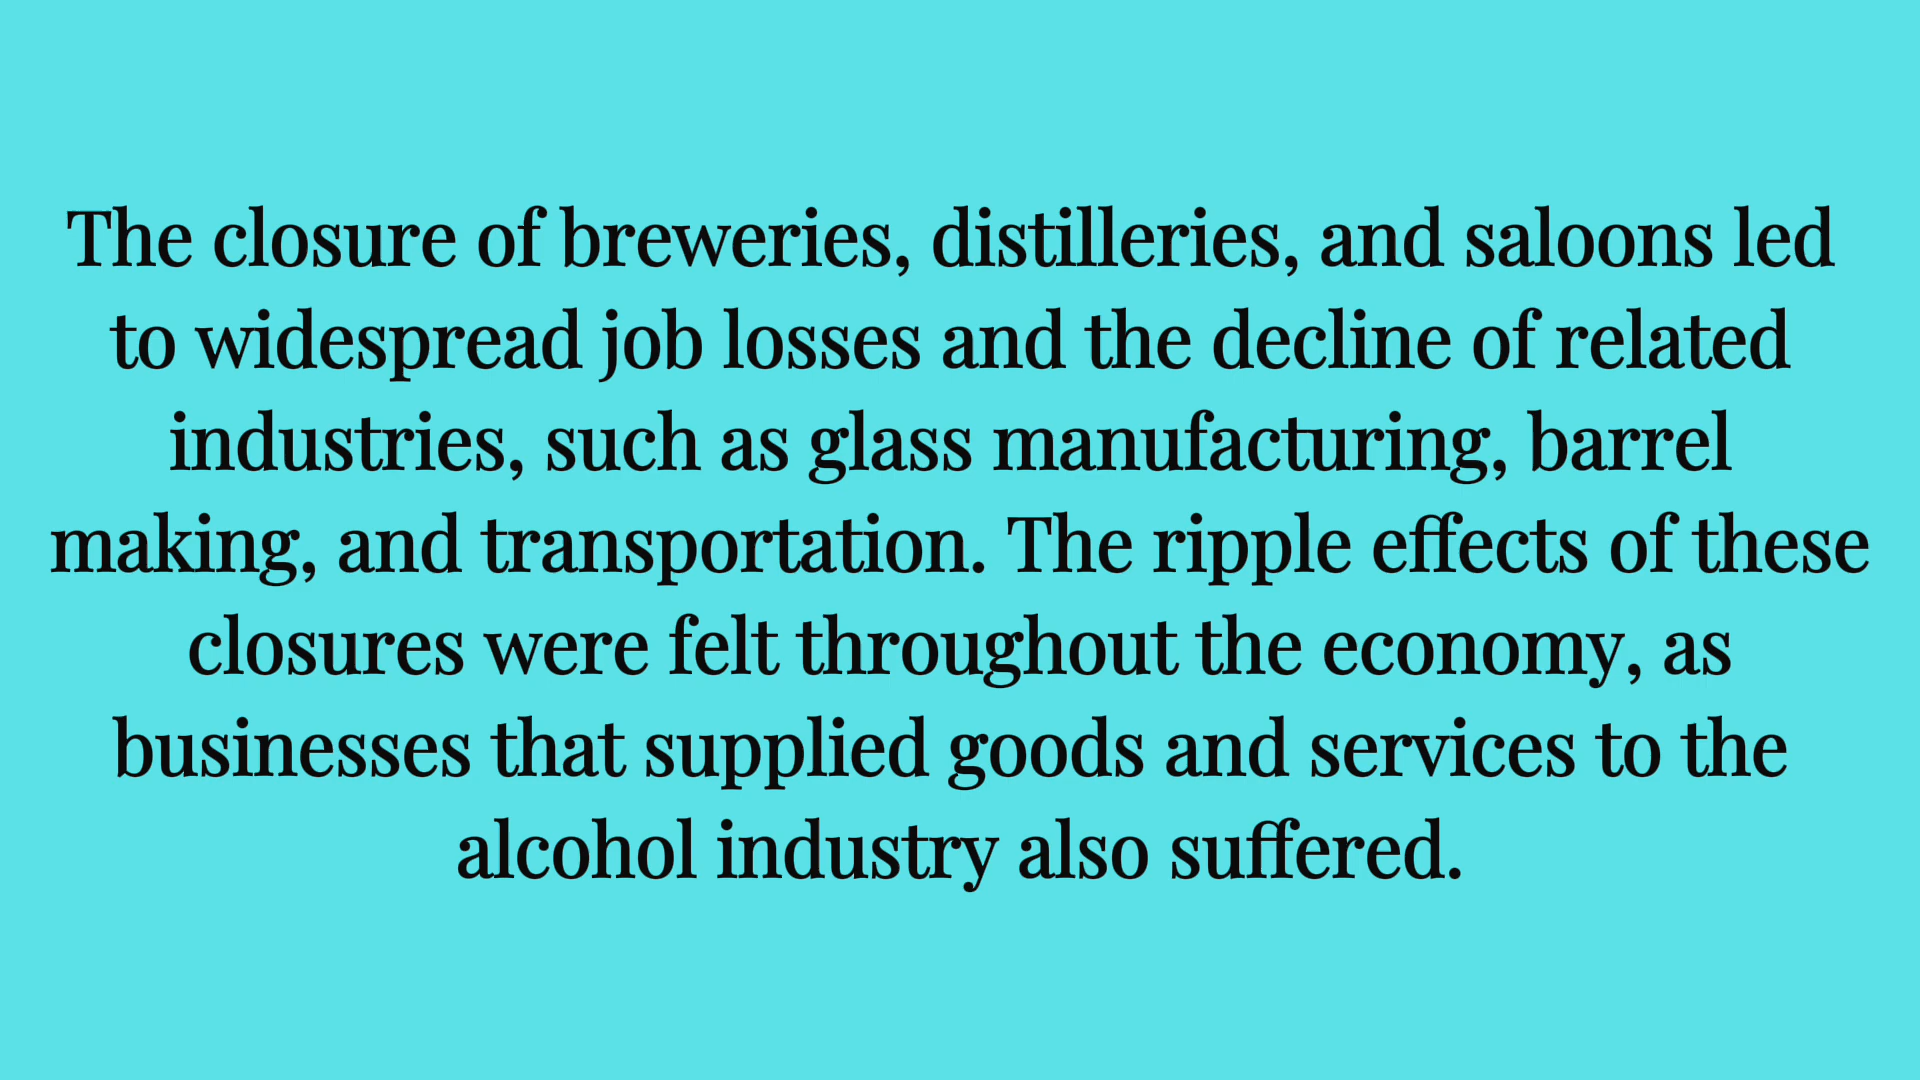 The closure of breweries, distilleries, and saloons led
to widespread job losses and the decline of related
industries, such as glass manufacturing, barrel
making, and transportation. The ripple effects of these
closures were felt throughout the economy, as
businesses that supplied goods and services to the
alcohol industry also suffered.